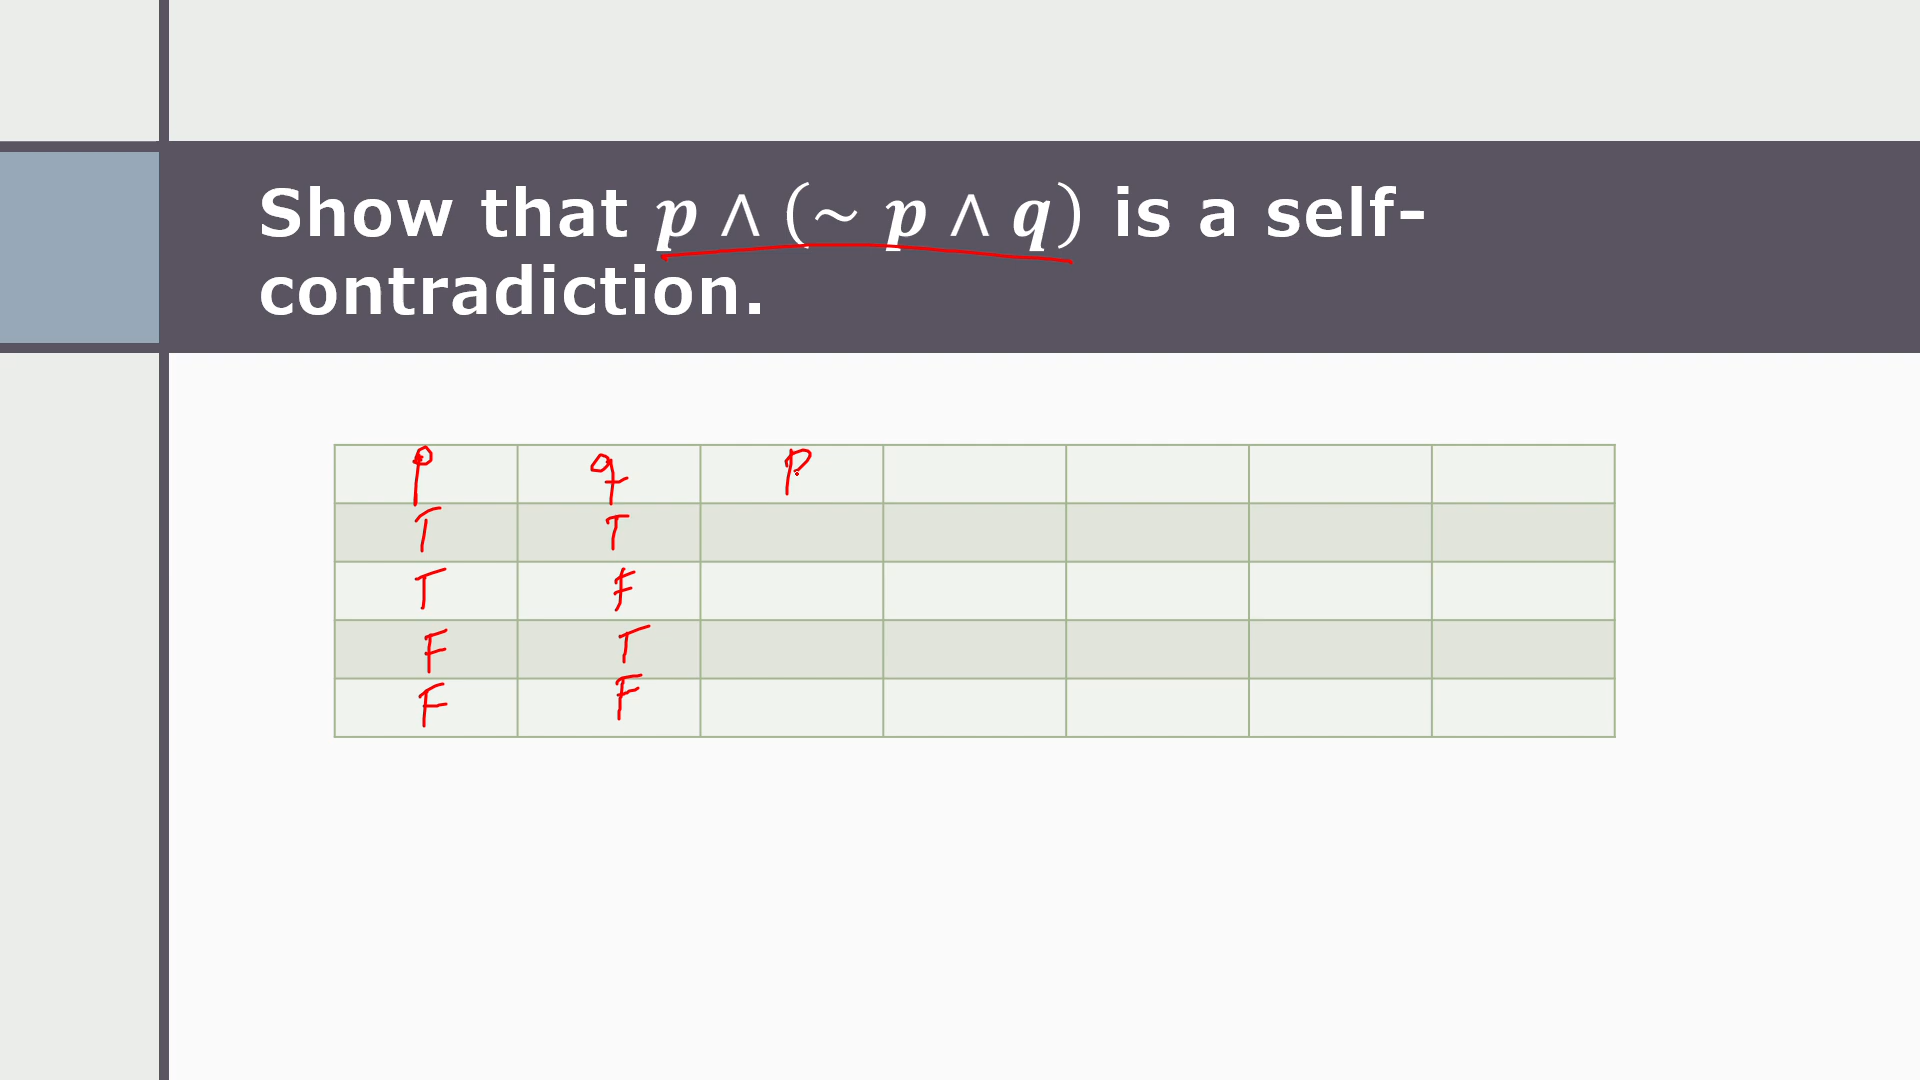 Show that p ∧ (~ p ∧ q) is a self-
contradiction.
p q p
T T
T F
F T
F F